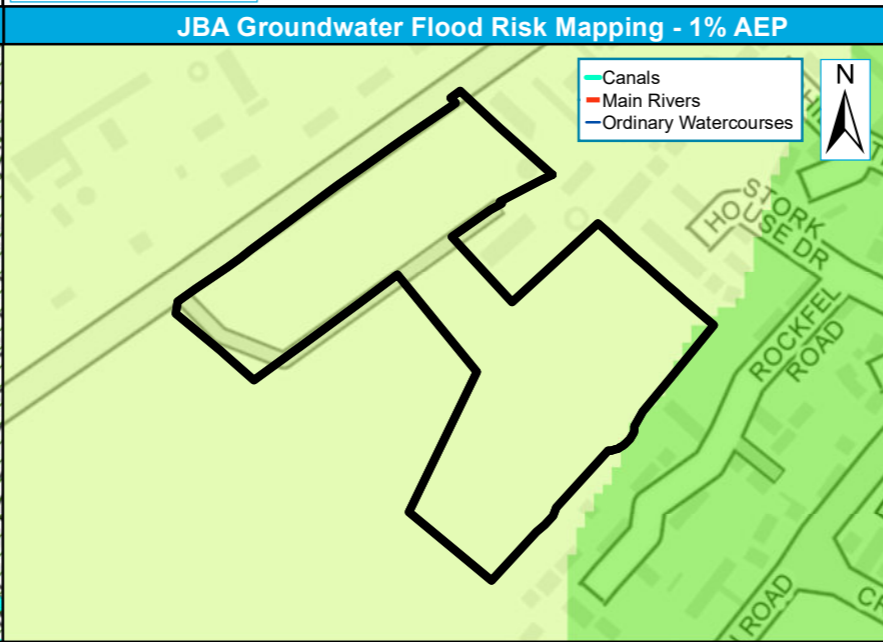 JBA Groundwater Flood Risk Mapping - 1% AEP
Canals
Main Rivers
Ordinary Watercourses
N
STORK
HOUSE DR
ROCKFEL
ROAD
ROAD